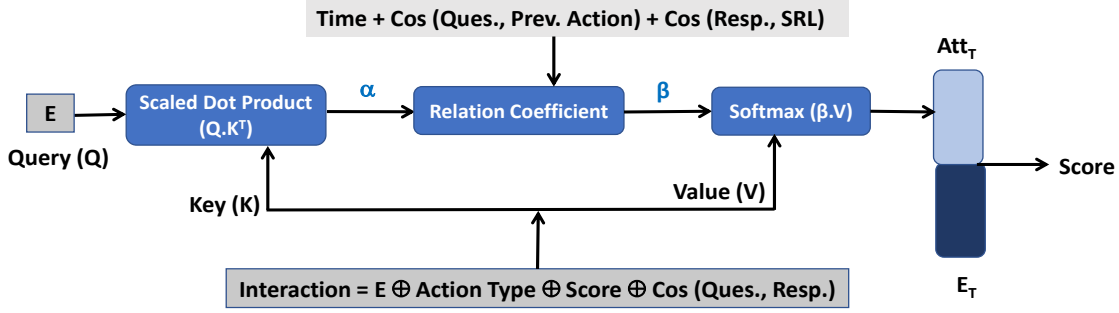 Time + Cos (Ques., Prev. Action) + Cos (Resp., SRL)
Att_T
E
Scaled Dot Product
(Q.K^T)
α
Relation Coefficient
β
Softmax (β.V)
Query (Q)
Score
Key (K)
Value (V)
Interaction = E ⊕ Action Type ⊕ Score ⊕ Cos (Ques., Resp.)
E_T